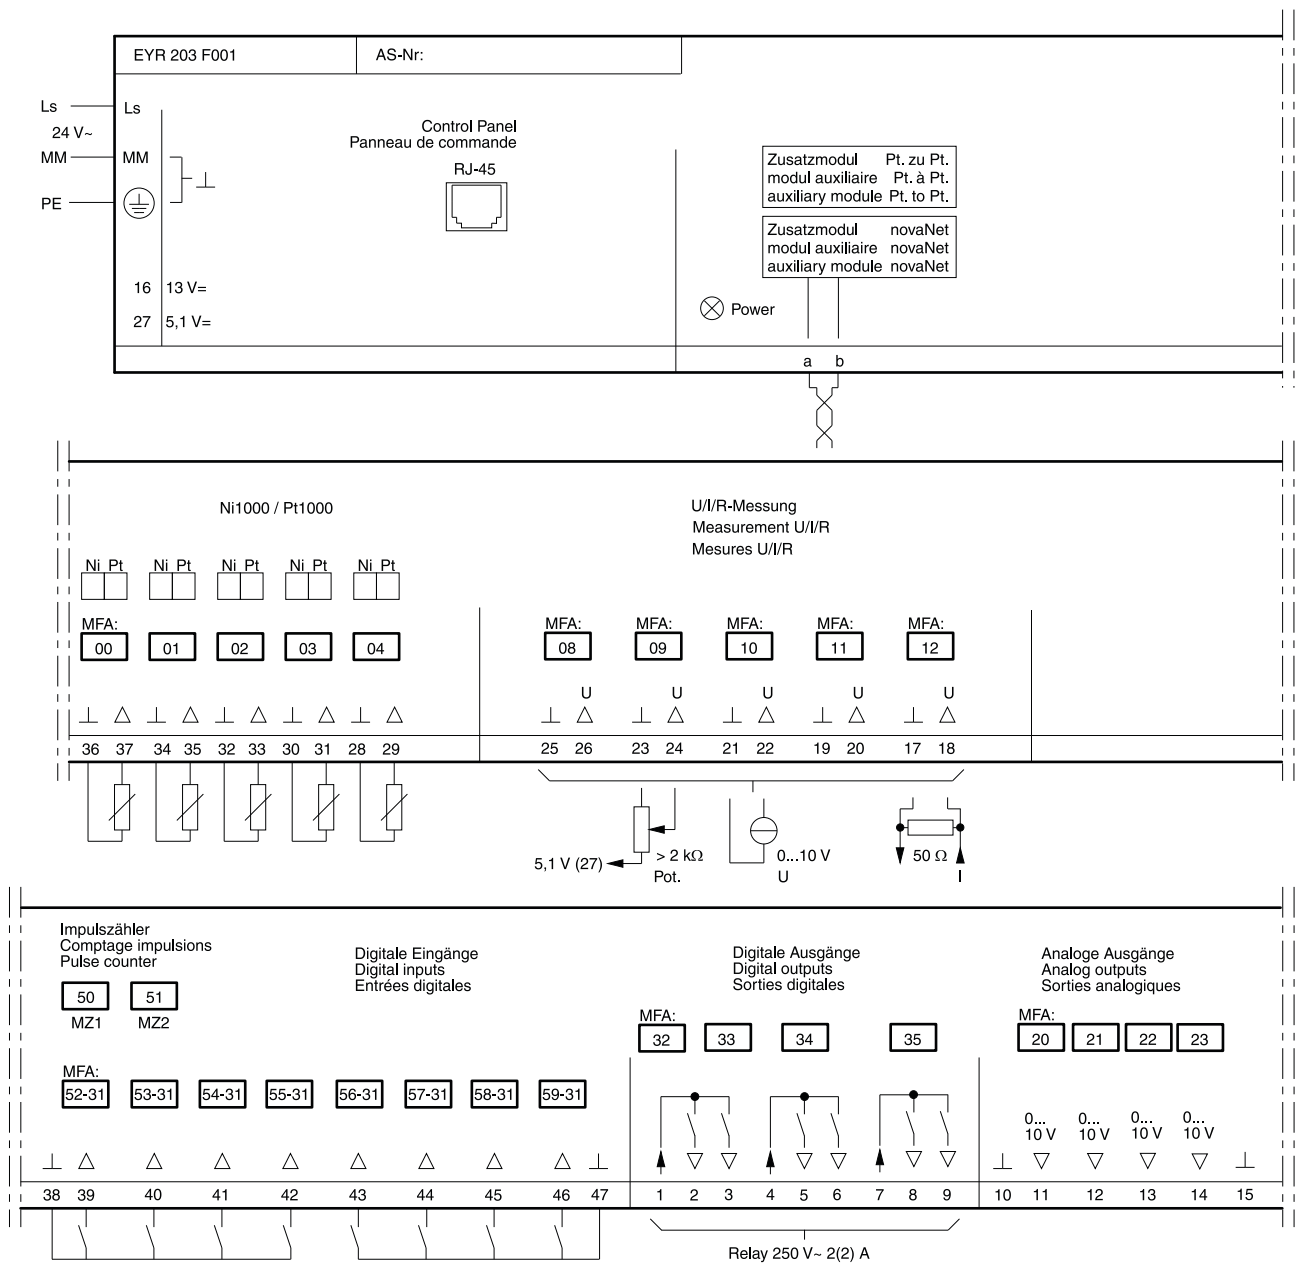 EYR 203 F001 AS-Nr:
Ls Ls
24 V~
MM MM
PE
Control Panel
Panneau de commande
RJ-45
Zusatzmodul Pt. zu Pt.
modul auxiliaire Pt. à Pt.
auxiliary module Pt. to Pt.
Zusatzmodul novaNet
modul auxiliaire novaNet
auxiliary module novaNet
16 13 V=
27 5,1 V=
Power
a b
Ni1000 / Pt1000
U/I/R-Messung
Measurement U/I/R
Mesures U/I/R
Ni Pt Ni Pt Ni Pt Ni Pt Ni Pt
MFA: MFA: MFA: MFA: MFA: MFA:
00 01 02 03 04 08 09 10 11 12
U U U U U
36 37 34 35 32 33 30 31 28 29 25 26 23 24 21 22 19 20 17 18
5,1 V (27) > 2 kΩ 0...10 V 50 Ω
Pot. U I
Impulszähler
Comptage impulsions
Pulse counter
50 51
MZ1 MZ2
Digitale Eingänge
Digital inputs
Entrées digitales
Digitale Ausgänge
Digital outputs
Sorties digitales
Analoge Ausgänge
Analog outputs
Sorties analogiques
MFA: MFA:
32 33 34 35 20 21 22 23
MFA:
52-31 53-31 54-31 55-31 56-31 57-31 58-31 59-31
0... 0... 0... 0...
10 V 10 V 10 V 10 V
38 39 40 41 42 43 44 45 46 47 1 2 3 4 5 6 7 8 9 10 11 12 13 14 15
Relay 250 V~ 2(2) A